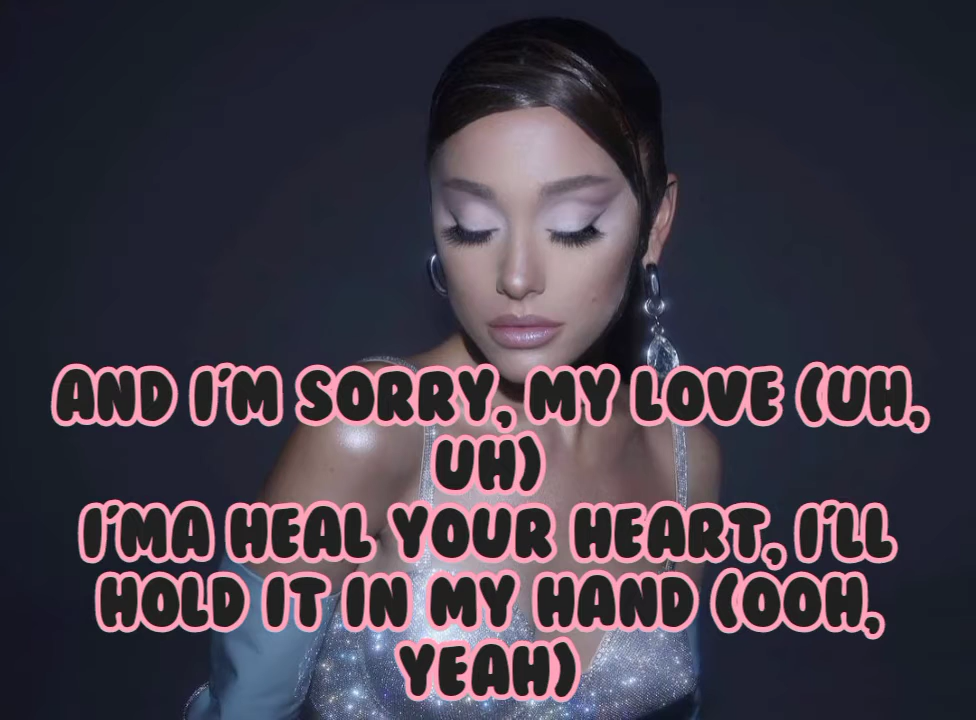 AND I'M SORRY, MY LOVE (UH,
UH)
I'MA HEAL YOUR HEART, I'LL
HOLD IT IN MY HAND (OOH,
YEAH)